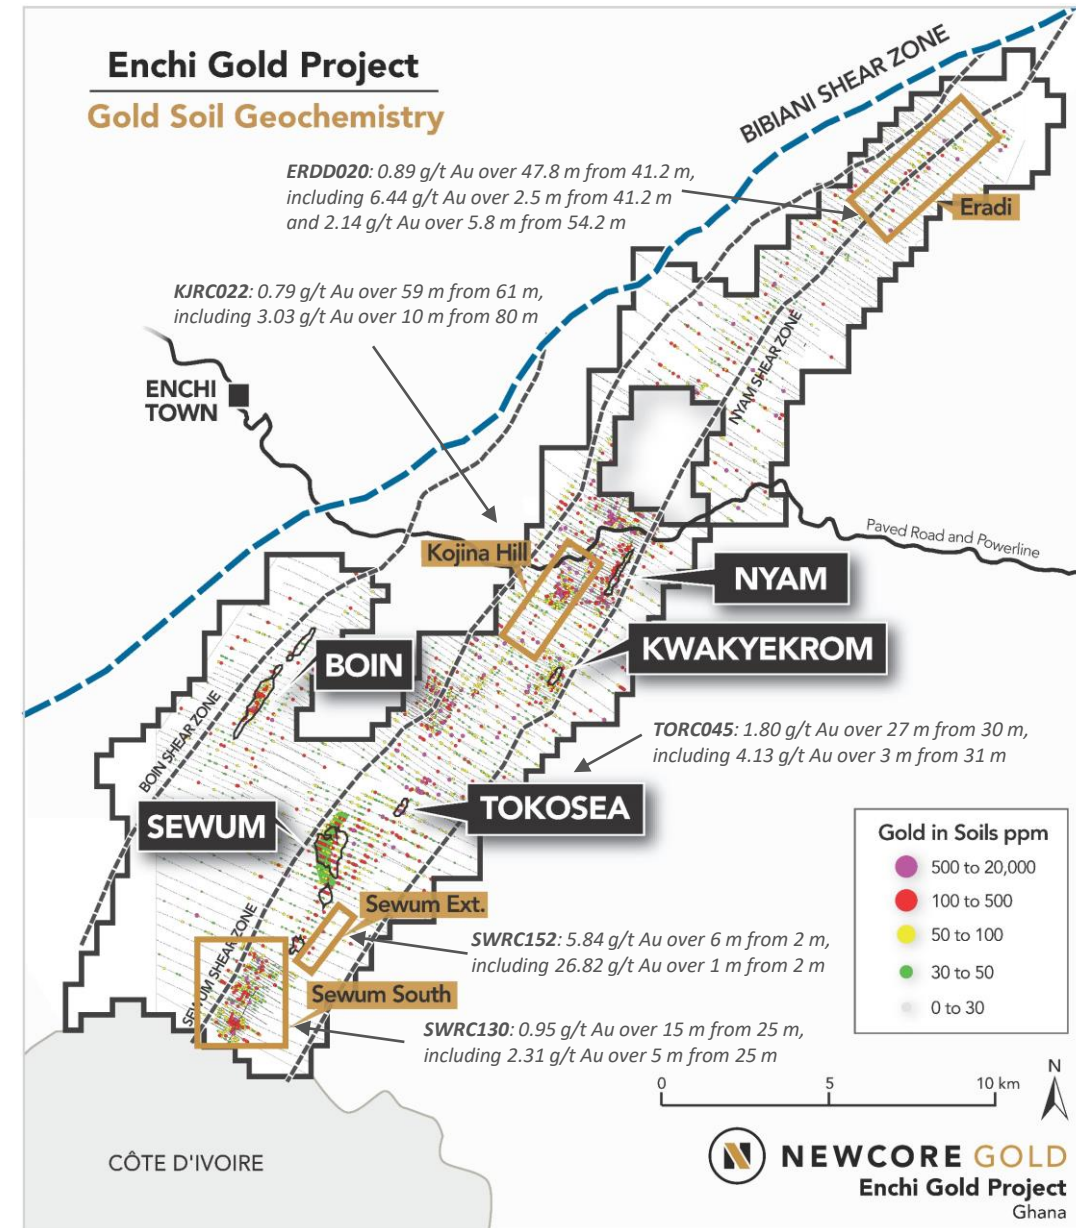 Enchi Gold Project
Gold Soil Geochemistry
BIBIANI SHEAR ZONE
ERDD020: 0.89 g/t Au over 47.8 m from 41.2 m,
including 6.44 g/t Au over 2.5 m from 41.2 m
and 2.14 g/t Au over 5.8 m from 54.2 m
Eradi
KJRC022: 0.79 g/t Au over 59 m from 61 m,
including 3.03 g/t Au over 10 m from 80 m
NYAM SHEAR ZONE
ENCHI
TOWN
Paved Road and Powerline
Kojina Hill
NYAM
BOIN
KWAKYEKROM
BOIN SHEAR ZONE
TORC045: 1.80 g/t Au over 27 m from 30 m,
including 4.13 g/t Au over 3 m from 31 m
SEWUM
TOKOSEA
Gold in Soils ppm
500 to 20,000
100 to 500
50 to 100
30 to 50
0 to 30
Sewum Ext.
SEWUM SHEAR ZONE
SWRC152: 5.84 g/t Au over 6 m from 2 m,
including 26.82 g/t Au over 1 m from 2 m
Sewum South
SWRC130: 0.95 g/t Au over 15 m from 25 m,
including 2.31 g/t Au over 5 m from 25 m
0 5 10 km
N
CÔTE D'IVOIRE
N NEWCORE GOLD
Enchi Gold Project
Ghana